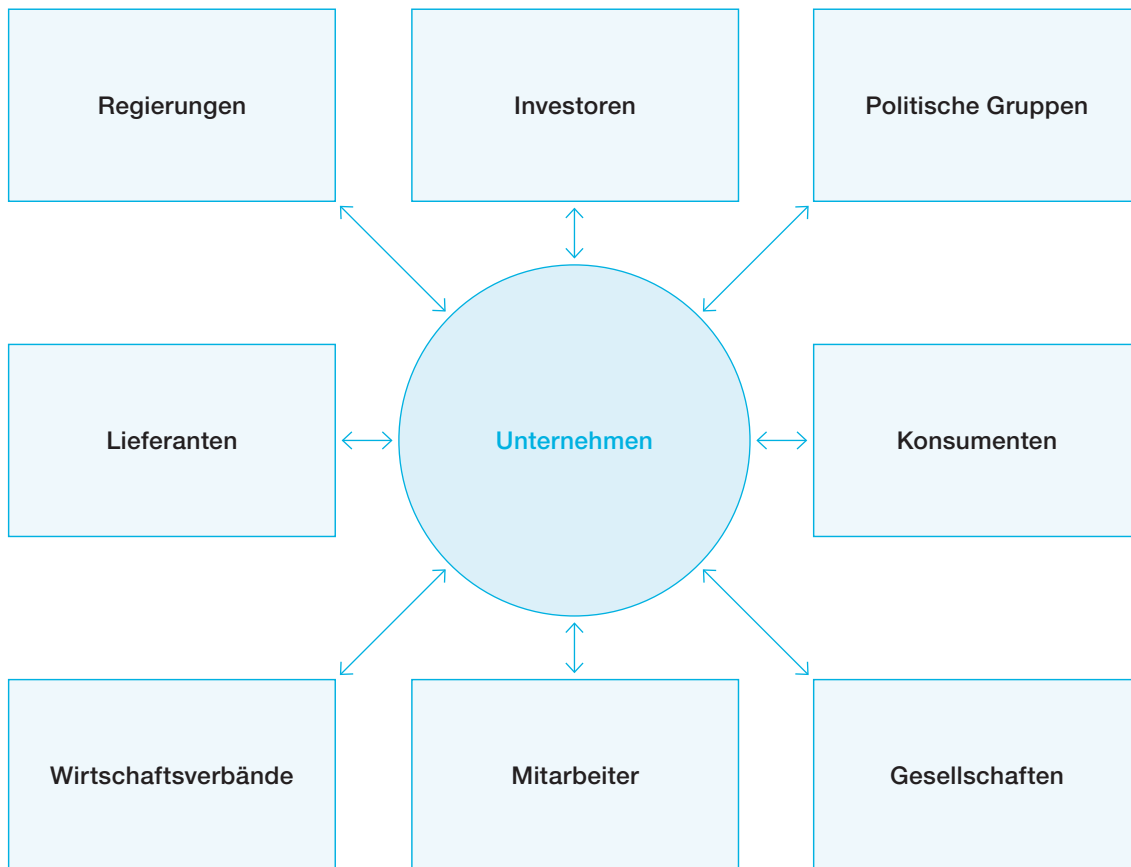 Regierungen
Investoren
Politische Gruppen
Lieferanten
Unternehmen
Konsumenten
Wirtschaftsverbände
Mitarbeiter
Gesellschaften